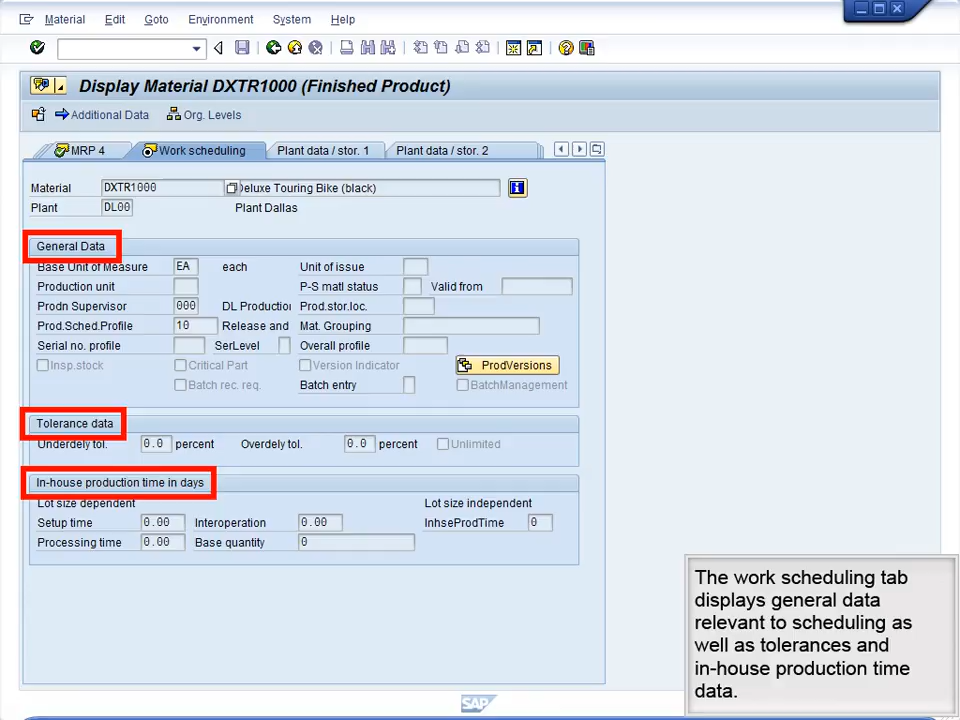 Material Edit Goto Environment System Help
Display Material DXTR1000 (Finished Product)
Additional Data Org. Levels
MRP 4 Work scheduling Plant data / stor. 1 Plant data / stor. 2
Material DXTR1000 Deluxe Touring Bike (black)
Plant DL00 Plant Dallas
General Data
Base Unit of Measure EA each Unit of issue
Production unit P-S matl status Valid from
Prodn Supervisor 000 DL Production Prod.stor.loc.
Prod.Sched.Profile 10 Release and Mat. Grouping
Serial no. profile SerLevel Overall profile
Insp.stock Critical Part Version Indicator ProdVersions
Batch rec. req. Batch entry BatchManagement
Tolerance data
Underdely tol. 0.0 percent Overdely tol. 0.0 percent Unlimited
In-house production time in days
Lot size dependent Lot size independent
Setup time 0.00 Interoperation 0.00 InhseProdTime 0
Processing time 0.00 Base quantity 0
The work scheduling tab
displays general data
relevant to scheduling as
well as tolerances and
in-house production time
data.
SAP